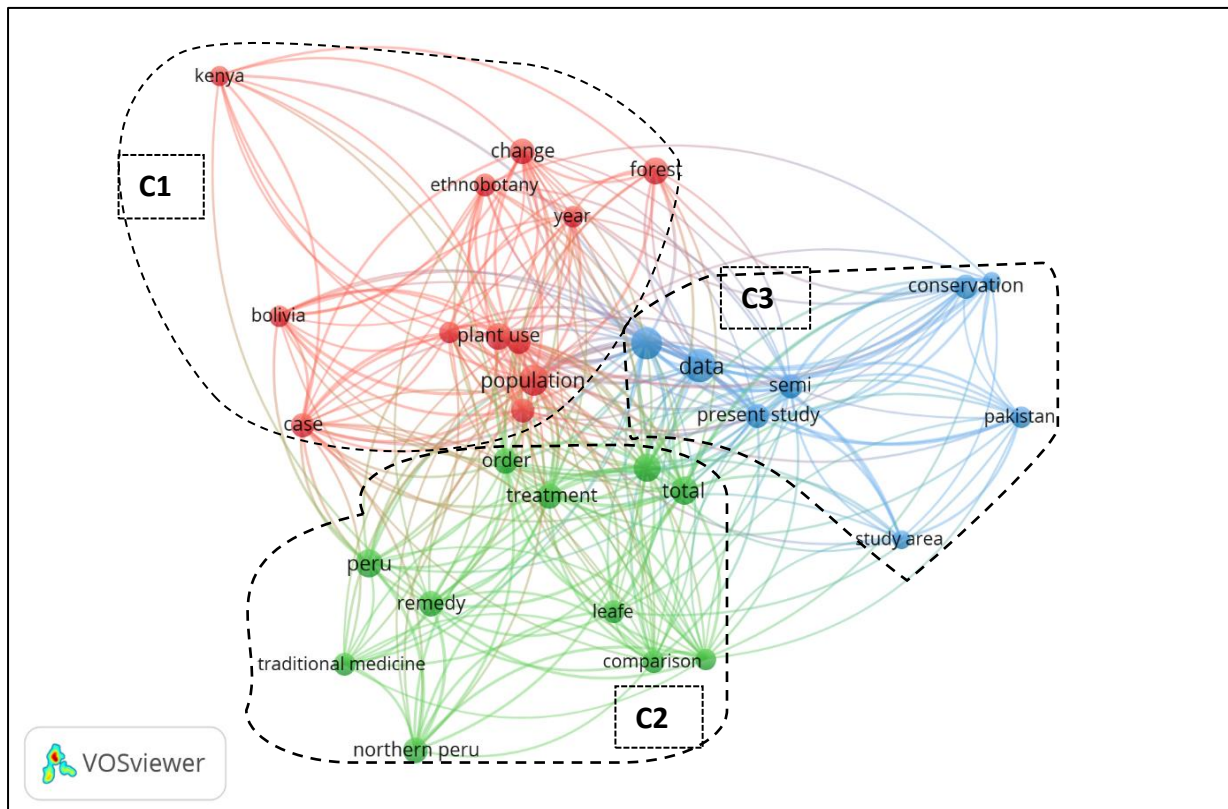 kenya
change
forest
C1
ethnobotany
year
conservation
C3
bolivia
plant use
data
population
semi
present study
pakistan
case
order
treatment
total
study area
peru
remedy
leafe
traditional medicine
comparison
C2
northern peru
VOSviewer